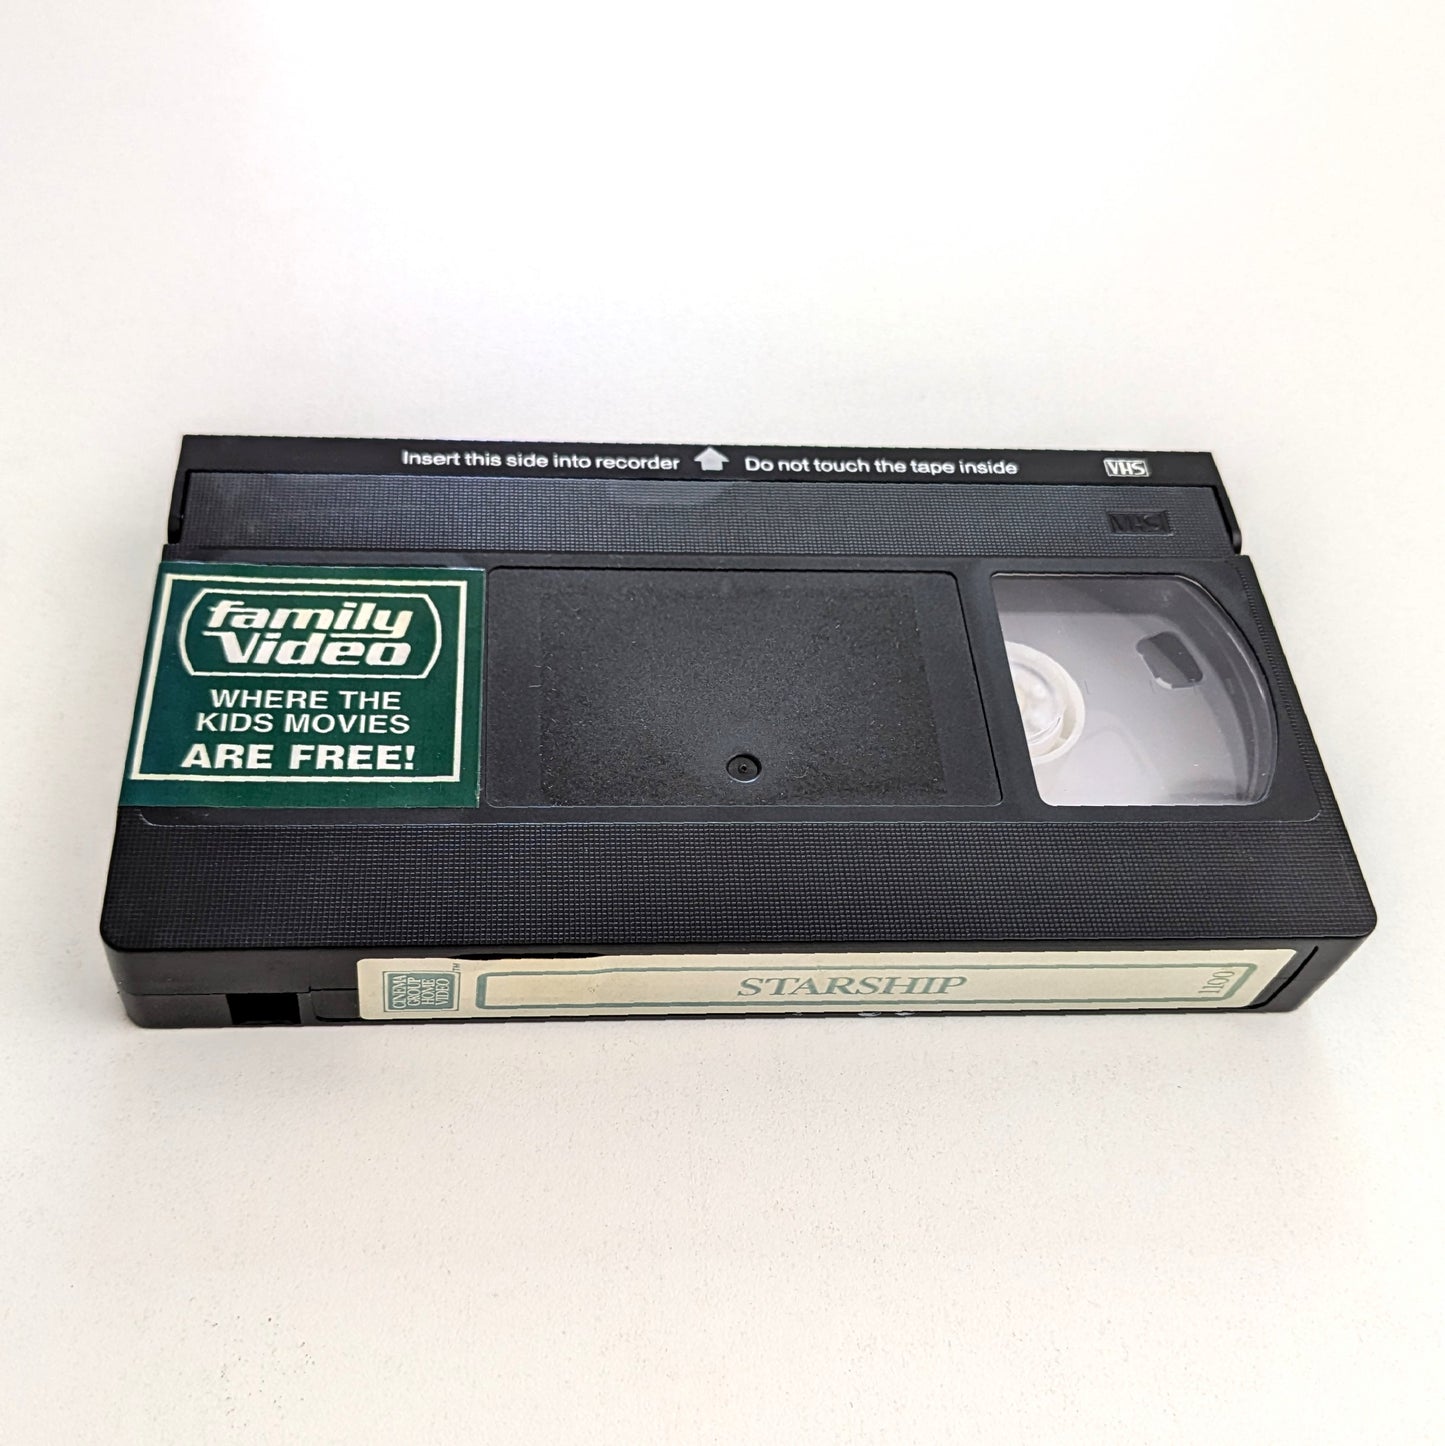 Insert this side into recorder Do not touch the tape inside VHS
VHS
family
Video
WHERE THE
KIDS MOVIES
ARE FREE!
CINEMA
GROUP
HOME
VIDEO
TM
STARSHIP
1100